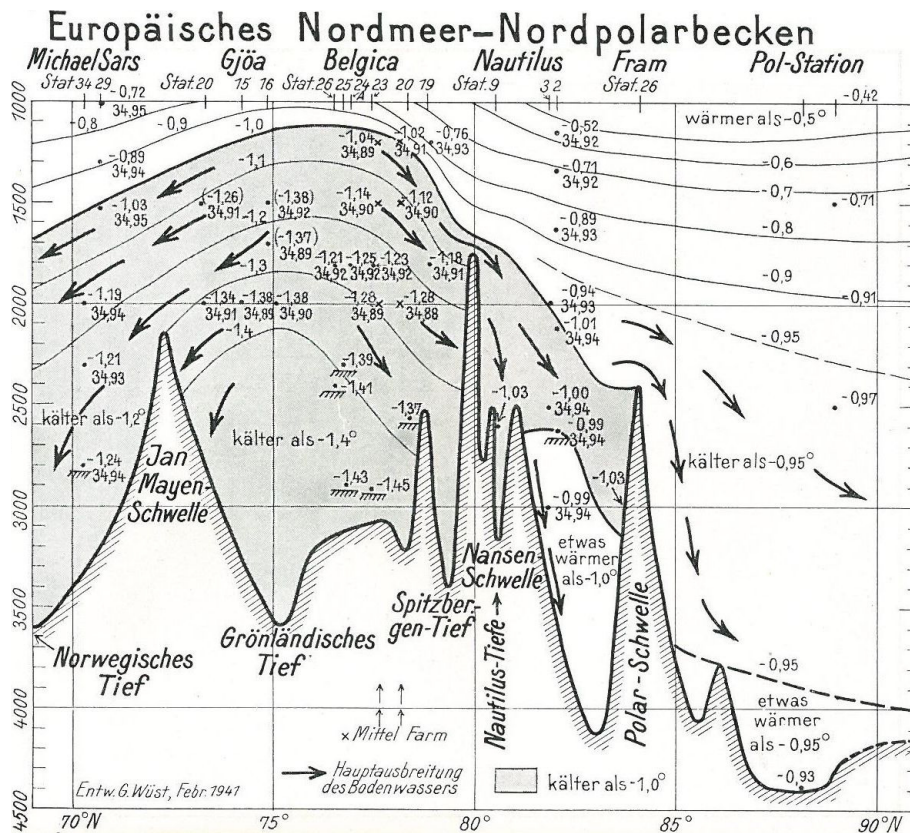 Europäisches Nordmeer-Nordpolarbecken
Michael Sars Gjöa Belgica Nautilus Fram Pol-Station
Stat. 34 29 Stat. 20 15 16 Stat. 26 25 24 23 20 19 Stat. 9 3 2 Stat. 26
1000
-0,72
34,95
-0,8
-0,9
-1,0
-0,89
34,94
-1,1
-1,04
34,89
-1,02
34,91
-0,76
34,93
-0,52
34,92
wärmer als -0,5°
-0,42
-0,6
-0,71
34,92
-0,7
1500
-1,03
34,95
(-1,26)
34,91
-1,2
(-1,38)
34,92
-1,14
34,90
-1,12
34,90
-0,71
-0,8
-0,89
34,93
(-1,37)
34,89
-1,3
-1,21
34,92
-1,25
34,92
-1,23
34,92
-1,18
34,91
-0,9
2000
-1,19
34,94
-1,34
34,91
-1,38
34,89
-1,38
34,90
-1,28
34,89
-1,28
34,88
-0,94
34,93
-0,91
-1,4
-1,01
34,94
-0,95
-1,21
34,93
-1,39
-1,41
2500
kälter als -1,2°
kälter als -1,4°
-1,37
-1,03
-1,00
34,94
-0,99
34,94
-0,97
kälter als -0,95°
-1,24
34,94
-1,43
-1,45
-1,03
Jan
Mayen-
Schwelle
3000
-0,99
34,94
etwas
wärmer
als -1,0°
Nansen-
Schwelle
3500
Norwegisches
Tief
Grönländisches
Tief
Spitzber-
gen-Tief
Nautilus-Tiefe
Polar-Schwelle
-0,95
4000
etwas
wärmer
als -0,95°
× Mittel Farm
-0,93
Entw. G. Wüst, Febr. 1941
Hauptausbreitung
des Bodenwassers
kälter als -1,0°
4500
70°N 75° 80° 85° 90°N